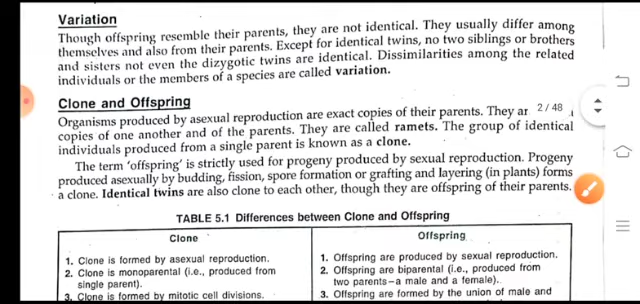 Variation
Though offspring resemble their parents, they are not identical. They usually differ among
themselves and also from their parents. Except for identical twins, no two siblings or brothers
and sisters not even the dizygotic twins are identical. Dissimilarities among the related
individuals or the members of a species are called variation.
Clone and Offspring
Organisms produced by asexual reproduction are exact copies of their parents. They ar
2 / 48
copies of one another and of the parents. They are called ramets. The group of identical
individuals produced from a single parent is known as a clone.
The term 'offspring' is strictly used for progeny produced by sexual reproduction. Progeny
produced asexually by budding, fission, spore formation or grafting and layering (in plants) forms
a clone. Identical twins are also clone to each other, though they are offspring of their parents.
TABLE 5.1 Differences between Clone and Offspring
Clone
Offspring
1. Clone is formed by asexual reproduction.
2. Clone is monoparental (i.e., produced from
single parent).
3. Clone is formed by mitotic cell divisions.
1. Offspring are produced by sexual reproduction.
2. Offspring are biparental (i.e., produced from
two parents–a male and a female).
3. Offspring are formed by the union of male and